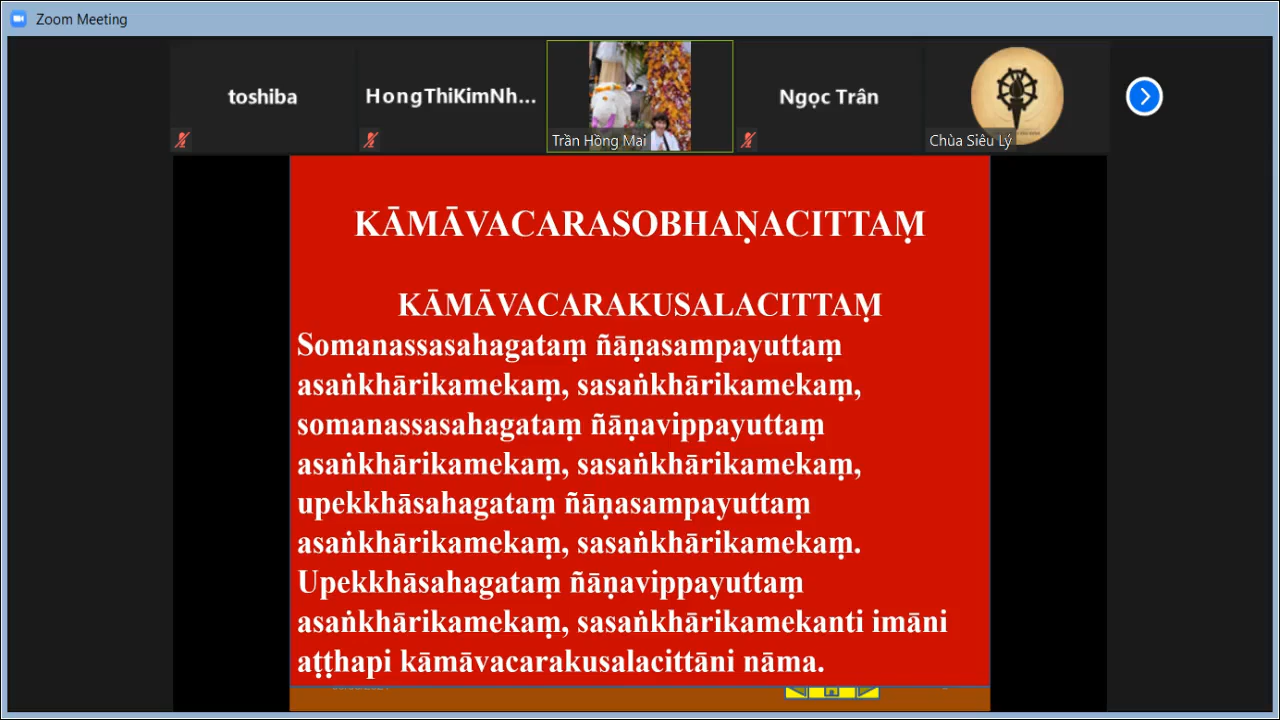 Zoom Meeting
toshiba
HongThiKimNh...
Trần Hồng Mai
Ngọc Trân
Chùa Siêu Lý
KĀMĀVACARASOBHAṆACITTAṂ
KĀMĀVACARAKUSALACITTAṂ
Somanassasahagataṃ ñāṇasampayuttaṃ
asaṅkhārikamekaṃ, sasaṅkhārikamekaṃ,
somanassasahagataṃ ñāṇavippayuttaṃ
asaṅkhārikamekaṃ, sasaṅkhārikamekaṃ,
upekkhāsahagataṃ ñāṇasampayuttaṃ
asaṅkhārikamekaṃ, sasaṅkhārikamekaṃ.
Upekkhāsahagataṃ ñāṇavippayuttaṃ
asaṅkhārikamekaṃ, sasaṅkhārikamekanti imāni
aṭṭhapi kāmāvacarakusalacittāni nāma.